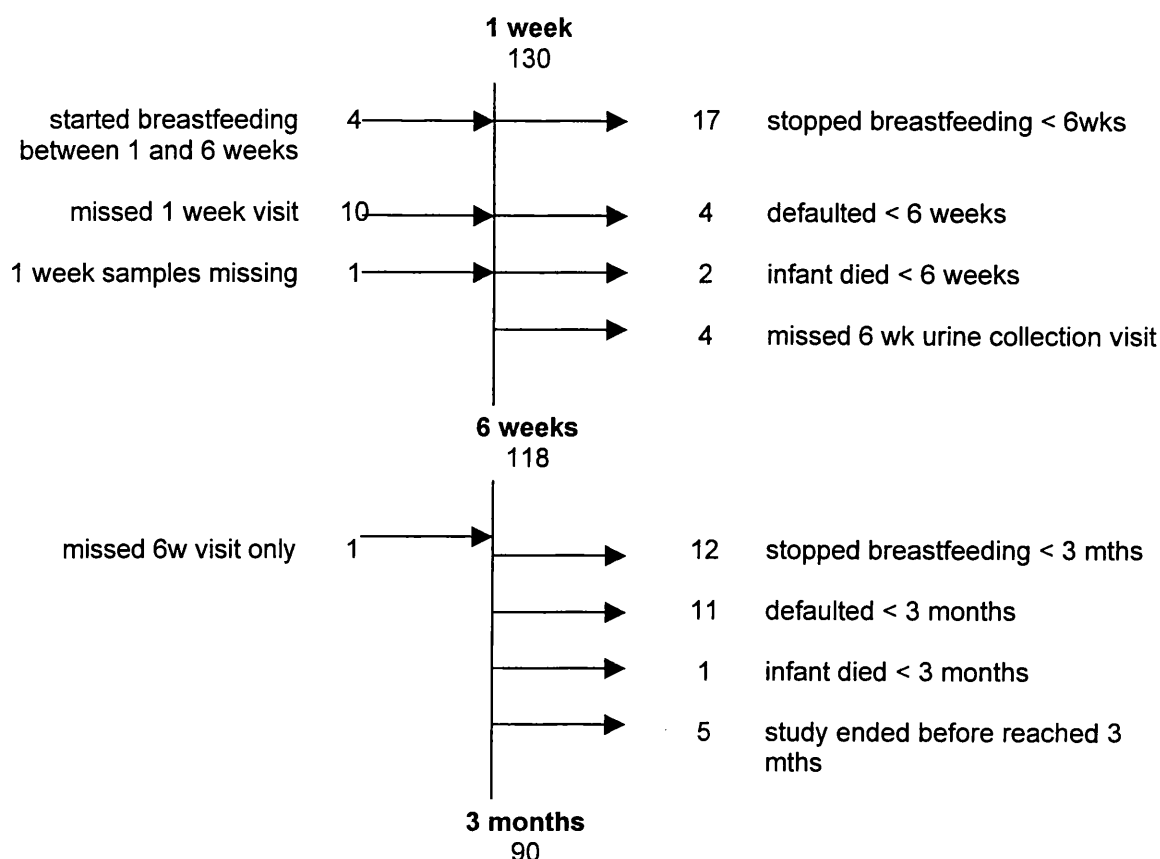 1 week
130
started breastfeeding 4 17 stopped breastfeeding < 6wks
between 1 and 6 weeks
missed 1 week visit 10 4 defaulted < 6 weeks
1 week samples missing 1 2 infant died < 6 weeks
4 missed 6 wk urine collection visit
6 weeks
118
missed 6w visit only 1 12 stopped breastfeeding < 3 mths
11 defaulted < 3 months
1 infant died < 3 months
5 study ended before reached 3
mths
3 months
90